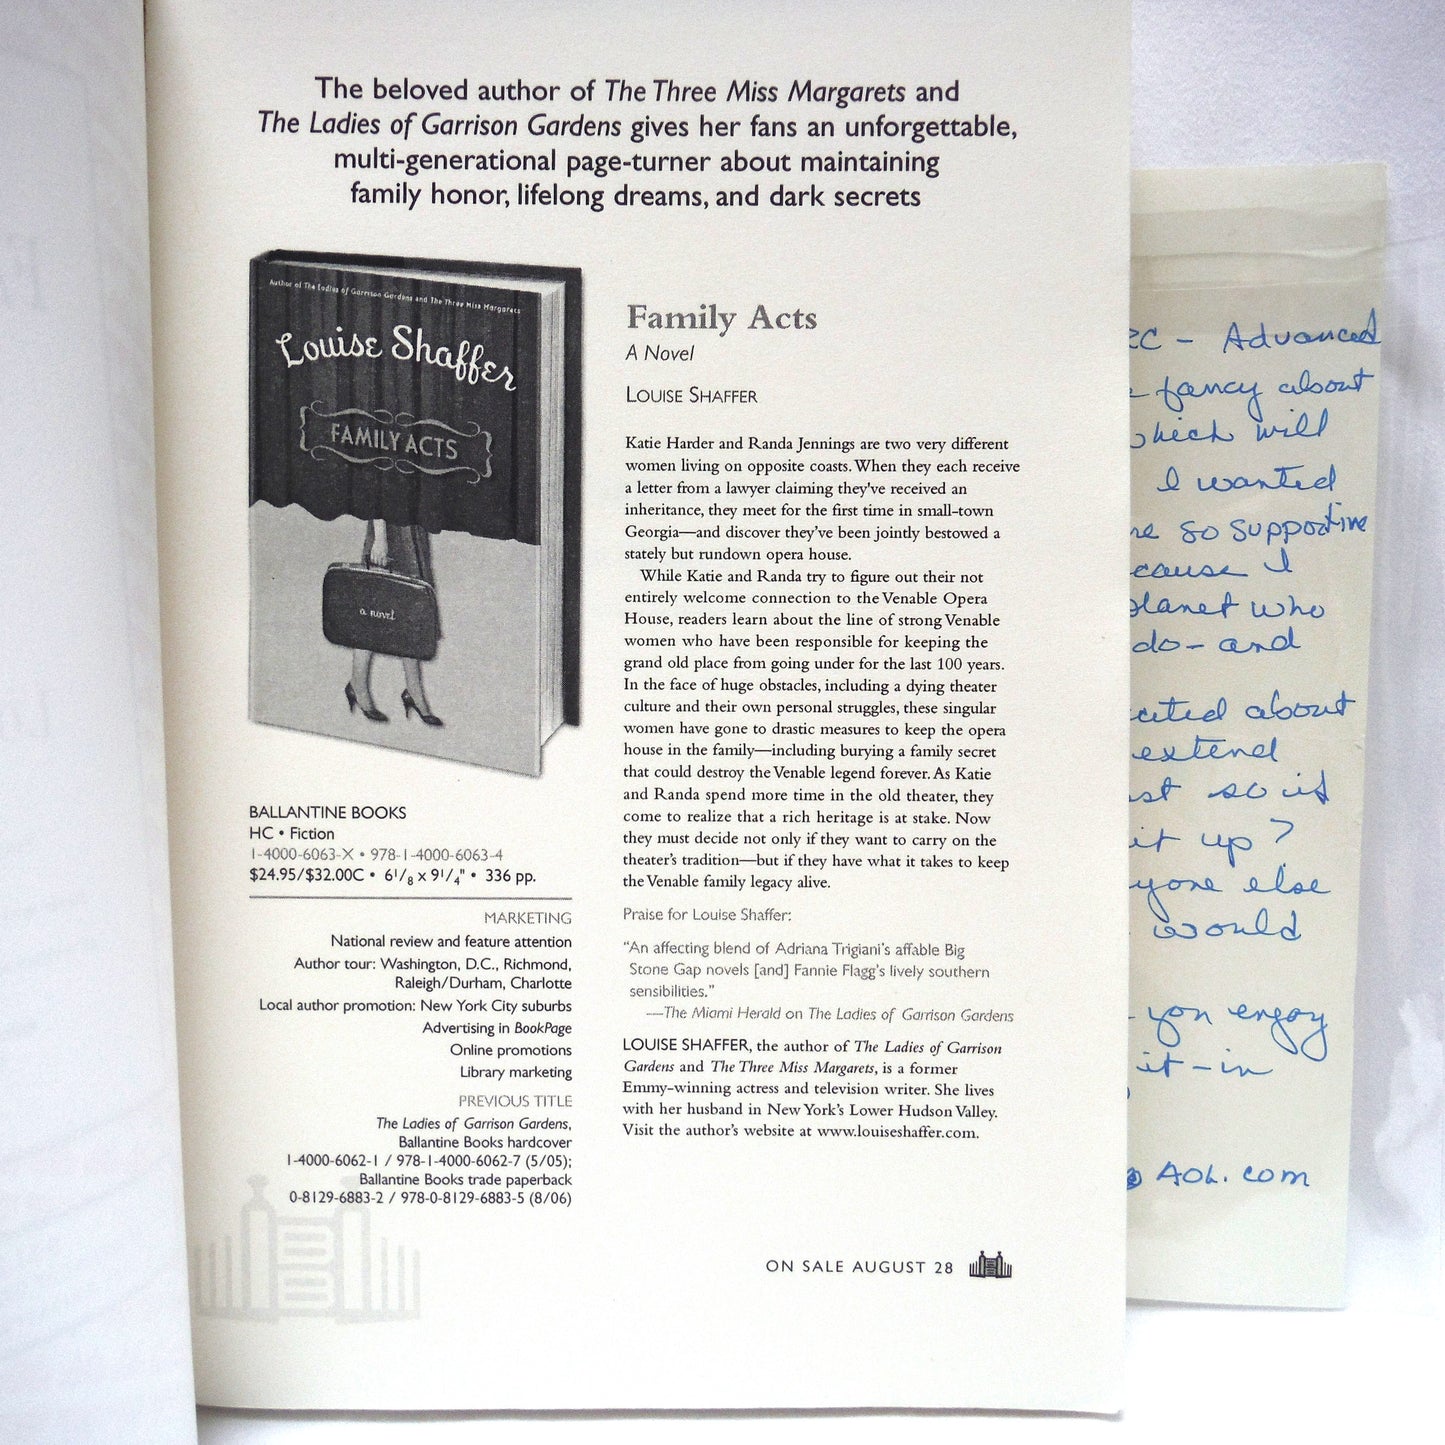 The beloved author of The Three Miss Margarets and
The Ladies of Garrison Gardens gives her fans an unforgettable,
multi-generational page-turner about maintaining
family honor, lifelong dreams, and dark secrets
Author of The Ladies of Garrison Gardens and The Three Miss Margarets
Louise Shaffer
FAMILY ACTS
a novel
BALLANTINE BOOKS
HC • Fiction
1-4000-6063-X • 978-1-4000-6063-4
$24.95/$32.00C • 6 1/8 x 9 1/4" • 336 pp.
MARKETING
National review and feature attention
Author tour: Washington, D.C., Richmond,
Raleigh/Durham, Charlotte
Local author promotion: New York City suburbs
Advertising in BookPage
Online promotions
Library marketing
PREVIOUS TITLE
The Ladies of Garrison Gardens,
Ballantine Books hardcover
1-4000-6062-1 / 978-1-4000-6062-7 (5/05);
Ballantine Books trade paperback
0-8129-6883-2 / 978-0-8129-6883-5 (8/06)
Family Acts
A Novel
LOUISE SHAFFER
Katie Harder and Randa Jennings are two very different
women living on opposite coasts. When they each receive
a letter from a lawyer claiming they've received an
inheritance, they meet for the first time in small-town
Georgia—and discover they've been jointly bestowed a
stately but rundown opera house.
While Katie and Randa try to figure out their not
entirely welcome connection to the Venable Opera
House, readers learn about the line of strong Venable
women who have been responsible for keeping the
grand old place from going under for the last 100 years.
In the face of huge obstacles, including a dying theater
culture and their own personal struggles, these singular
women have gone to drastic measures to keep the opera
house in the family—including burying a family secret
that could destroy the Venable legend forever. As Katie
and Randa spend more time in the old theater, they
come to realize that a rich heritage is at stake. Now
they must decide not only if they want to carry on the
theater's tradition—but if they have what it takes to keep
the Venable family legacy alive.
Praise for Louise Shaffer:
"An affecting blend of Adriana Trigiani's affable Big
Stone Gap novels [and] Fannie Flagg's lively southern
sensibilities."
—The Miami Herald on The Ladies of Garrison Gardens
LOUISE SHAFFER, the author of The Ladies of Garrison
Gardens and The Three Miss Margarets, is a former
Emmy-winning actress and television writer. She lives
with her husband in New York's Lower Hudson Valley.
Visit the author's website at www.louiseshaffer.com.
ON SALE AUGUST 28
- Advanced
fancy about
which will
I wanted
so supportive
I
planet who
do - and
about
extend
so it
it up?
else
would
you enjoy
it - in
@AOL.com